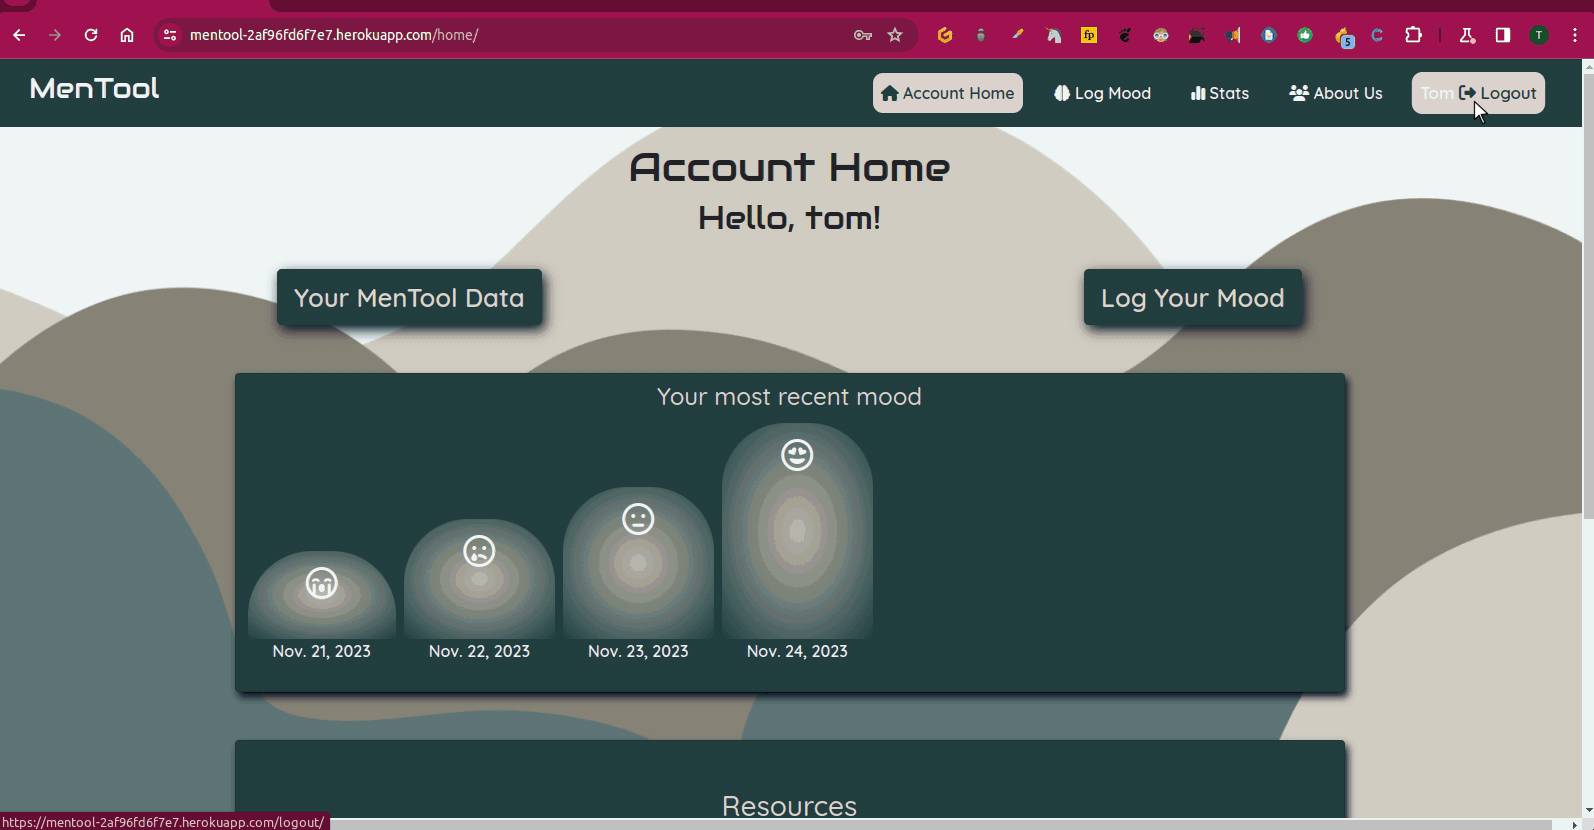 mentool-2af96fd6f7e7.herokuapp.com/home/
fp
5
T
MenTool
Account Home
Log Mood
Stats
About Us
Tom Logout
Account Home
Hello, tom!
Your MenTool Data
Log Your Mood
Your most recent mood
Nov. 21, 2023
Nov. 22, 2023
Nov. 23, 2023
Nov. 24, 2023
Resources
https://mentool-2af96fd6f7e7.herokuapp.com/logout/